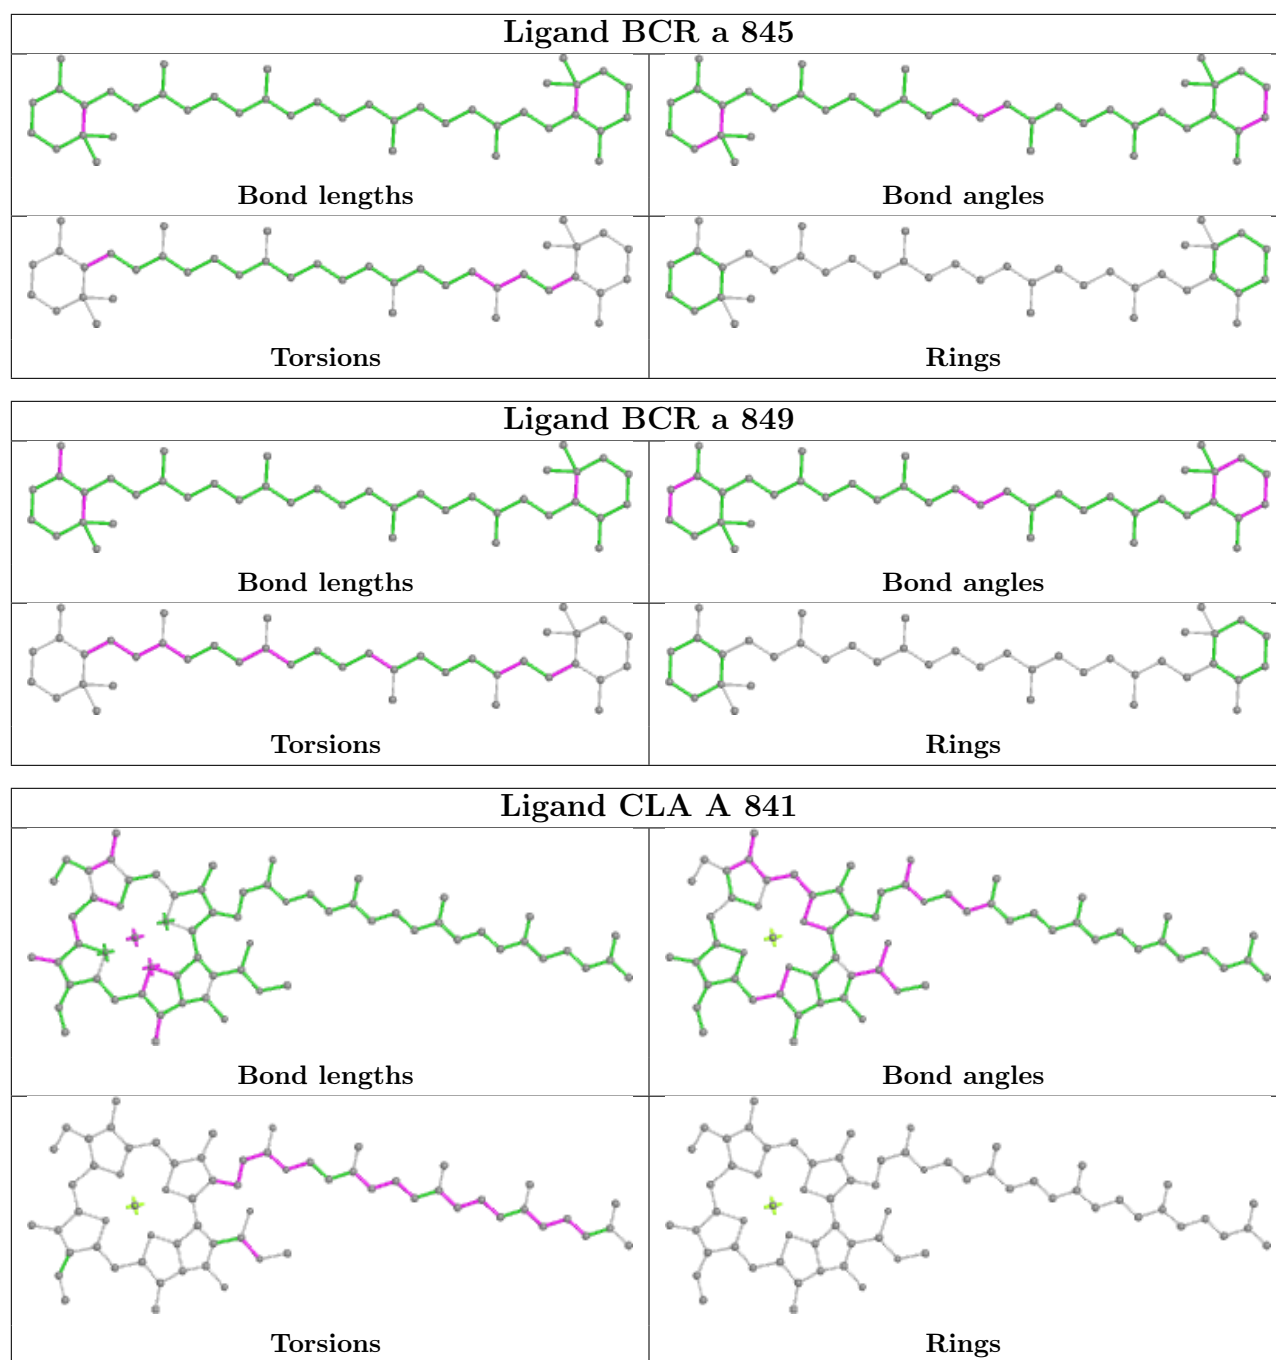 Ligand BCR a 845
Bond lengths
Bond angles
Torsions
Rings
Ligand BCR a 849
Bond lengths
Bond angles
Torsions
Rings
Ligand CLA A 841
Bond lengths
Bond angles
Torsions
Rings